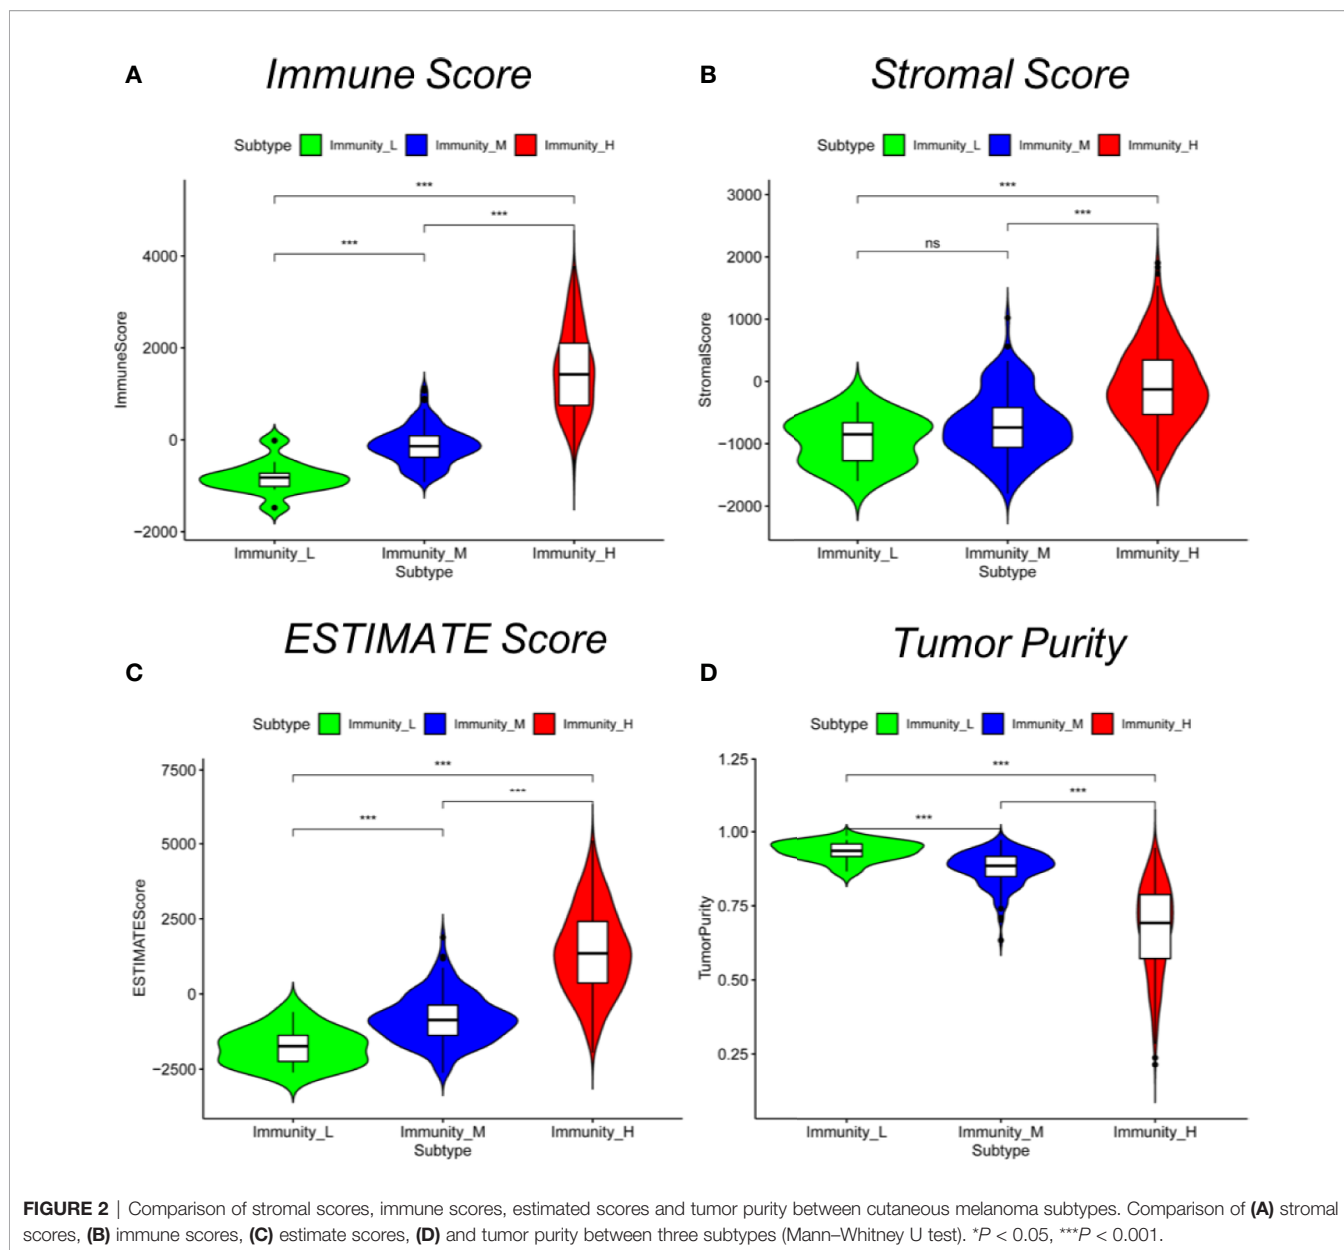 A
Immune Score
Subtype Immunity_L Immunity_M Immunity_H
***
***
***
4000
2000
0
−2000
ImmuneScore
Immunity_L Immunity_M Immunity_H
Subtype
B
Stromal Score
Subtype Immunity_L Immunity_M Immunity_H
***
***
ns
3000
2000
1000
0
−1000
−2000
StromalScore
Immunity_L Immunity_M Immunity_H
Subtype
C
ESTIMATE Score
Subtype Immunity_L Immunity_M Immunity_H
***
***
***
7500
5000
2500
0
−2500
ESTIMATEScore
Immunity_L Immunity_M Immunity_H
Subtype
D
Tumor Purity
Subtype Immunity_L Immunity_M Immunity_H
***
***
***
1.25
1.00
0.75
0.50
0.25
TumorPurity
Immunity_L Immunity_M Immunity_H
Subtype
FIGURE 2 | Comparison of stromal scores, immune scores, estimated scores and tumor purity between cutaneous melanoma subtypes. Comparison of (A) stromal
scores, (B) immune scores, (C) estimate scores, (D) and tumor purity between three subtypes (Mann–Whitney U test). *P < 0.05, ***P < 0.001.